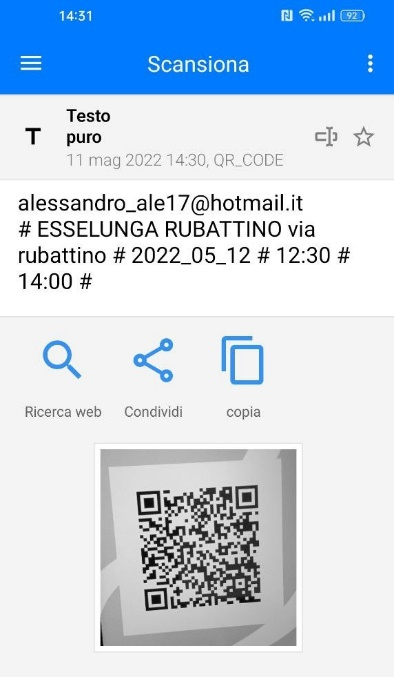 14:31
92
Scansiona
T
Testo
puro
11 mag 2022 14:30, QR_CODE
alessandro_ale17@hotmail.it
# ESSELUNGA RUBATTINO via
rubattino # 2022_05_12 # 12:30 #
14:00 #
Ricerca web
Condividi
copia